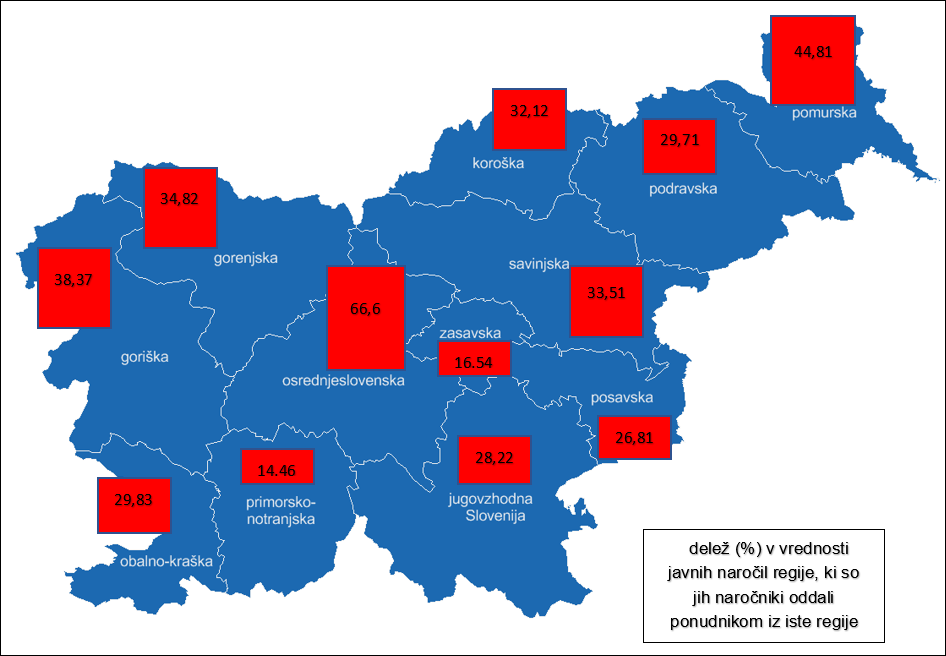 44,81
pomurska
32,12
koroška
29,71
podravska
34,82
gorenjska
38,37
goriška
savinjska
33,51
66,6
osrednjeslovenska
zasavska
16.54
posavska
26,81
28,22
jugovzhodna
Slovenija
14.46
primorsko-
notranjska
29,83
obalno-kraška
delež (%) v vrednosti
javnih naročil regije, ki so
jih naročniki oddali
ponudnikom iz iste regije